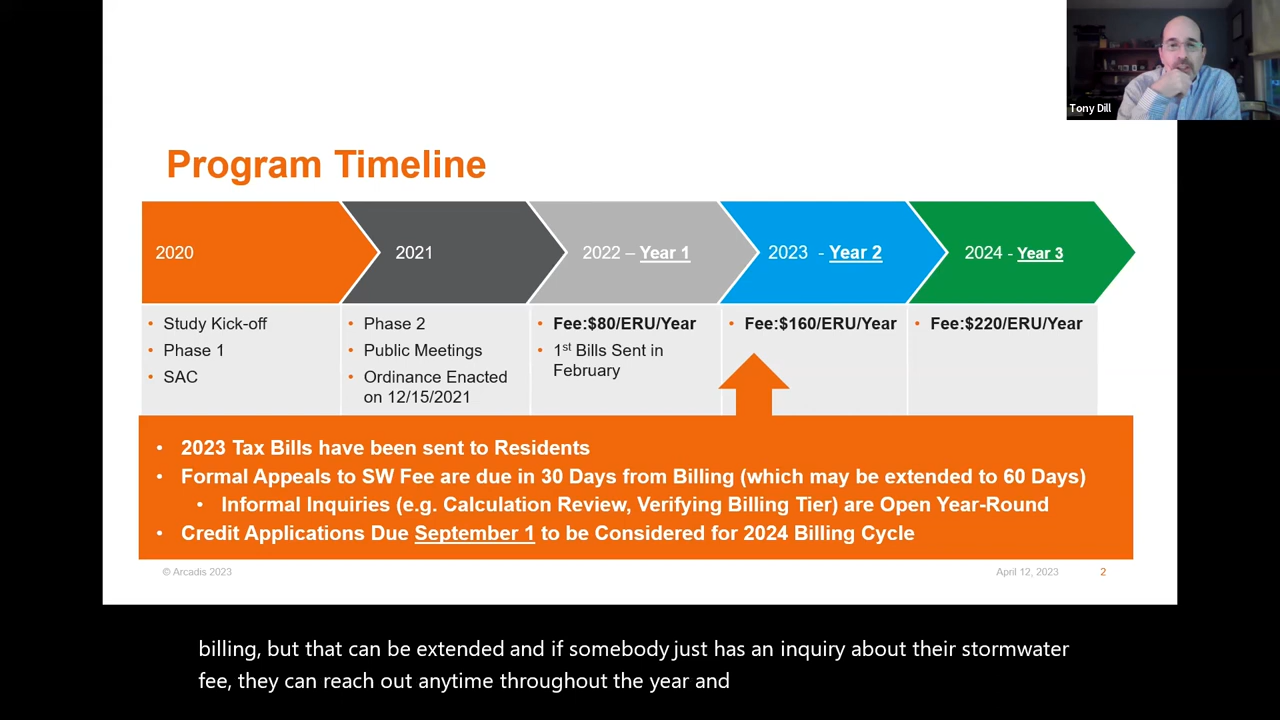 Tony Dill
Program Timeline
2020
2021
2022 – Year 1
2023 - Year 2
2024 - Year 3
• Study Kick-off
• Phase 1
• SAC
• Phase 2
• Public Meetings
• Ordinance Enacted
on 12/15/2021
• Fee:$80/ERU/Year
• 1st Bills Sent in
February
• Fee:$160/ERU/Year
• Fee:$220/ERU/Year
• 2023 Tax Bills have been sent to Residents
• Formal Appeals to SW Fee are due in 30 Days from Billing (which may be extended to 60 Days)
• Informal Inquiries (e.g. Calculation Review, Verifying Billing Tier) are Open Year-Round
• Credit Applications Due September 1 to be Considered for 2024 Billing Cycle
© Arcadis 2023
April 12, 2023
2
billing, but that can be extended and if somebody just has an inquiry about their stormwater
fee, they can reach out anytime throughout the year and